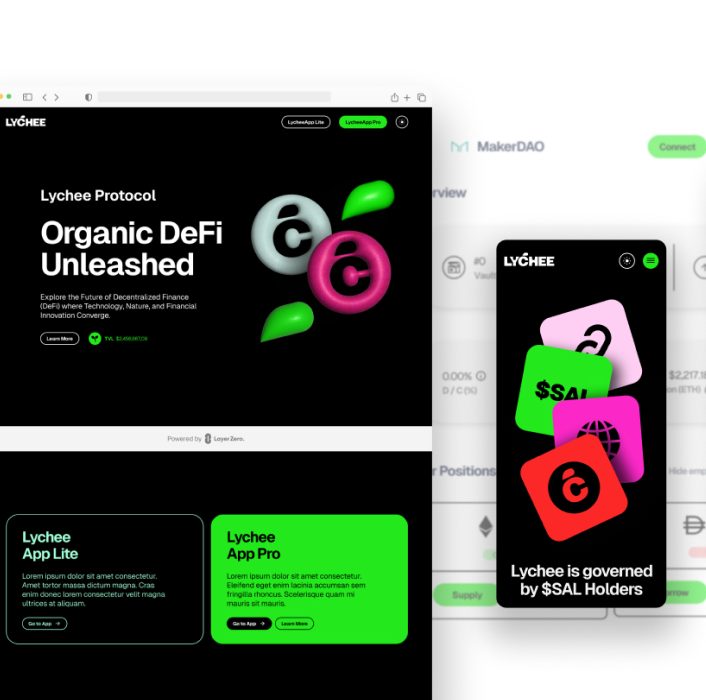 LYCHEE
LycheeApp Lite
LycheeApp Pro
Lychee Protocol
Organic DeFi
Unleashed
Explore the Future of Decentralized Finance
(DeFi) where Technology, Nature, and Financial
Innovation Converge.
Learn More
TVL
Powered by LayerZero.
Lychee
App Lite
Lorem ipsum dolor sit amet consectetur.
Amet tortor massa dictum magna. Cras
enim donec lorem consectetur velit magna
ultrices at aliquam.
Go to App →
Lychee
App Pro
Lorem ipsum dolor sit amet consectetur.
Eleifend eget enim lacinia accumsan sem
fringilla rhoncus. Scelerisque quam mi
mauris sit mauris.
Go to App →
Learn More
MakerDAO
Connect
rview
#0
Vault
0.00%
D / C (%)
$2,217.18
on (ETH)
r Positions
Hide emp
Supply
rrow
LYCHEE
$SAL
Lychee is governed
by $SAL Holders